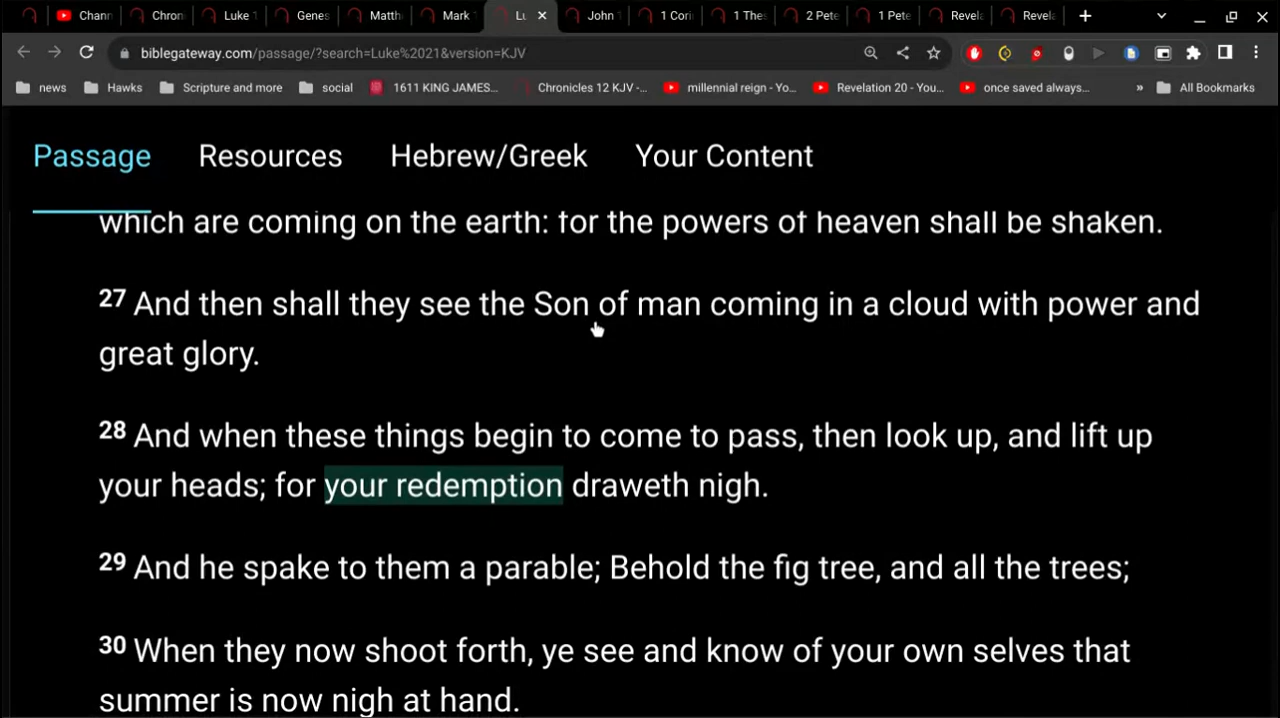 Chann
Chron
Luke 1
Genes
Matth
Mark 1
Lu
John 1
1 Cori
1 Thes
2 Pete
1 Pete
Revela
Revela
biblegateway.com/passage/?search=Luke%2021&version=KJV
news
Hawks
Scripture and more
social
1611 KING JAMES...
Chronicles 12 KJV -...
millennial reign - Yo...
Revelation 20 - You...
once saved always...
»
All Bookmarks
Passage
Resources
Hebrew/Greek
Your Content
which are coming on the earth: for the powers of heaven shall be shaken.
27 And then shall they see the Son of man coming in a cloud with power and
great glory.
28 And when these things begin to come to pass, then look up, and lift up
your heads; for your redemption draweth nigh.
29 And he spake to them a parable; Behold the fig tree, and all the trees;
30 When they now shoot forth, ye see and know of your own selves that
summer is now nigh at hand.